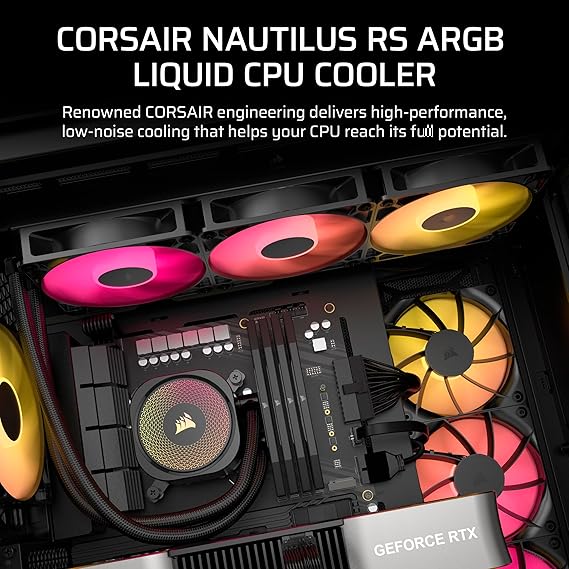 CORSAIR NAUTILUS RS ARGB
LIQUID CPU COOLER
Renowned CORSAIR engineering delivers high-performance,
low-noise cooling that helps your CPU reach its full potential.
GEFORCE RTX